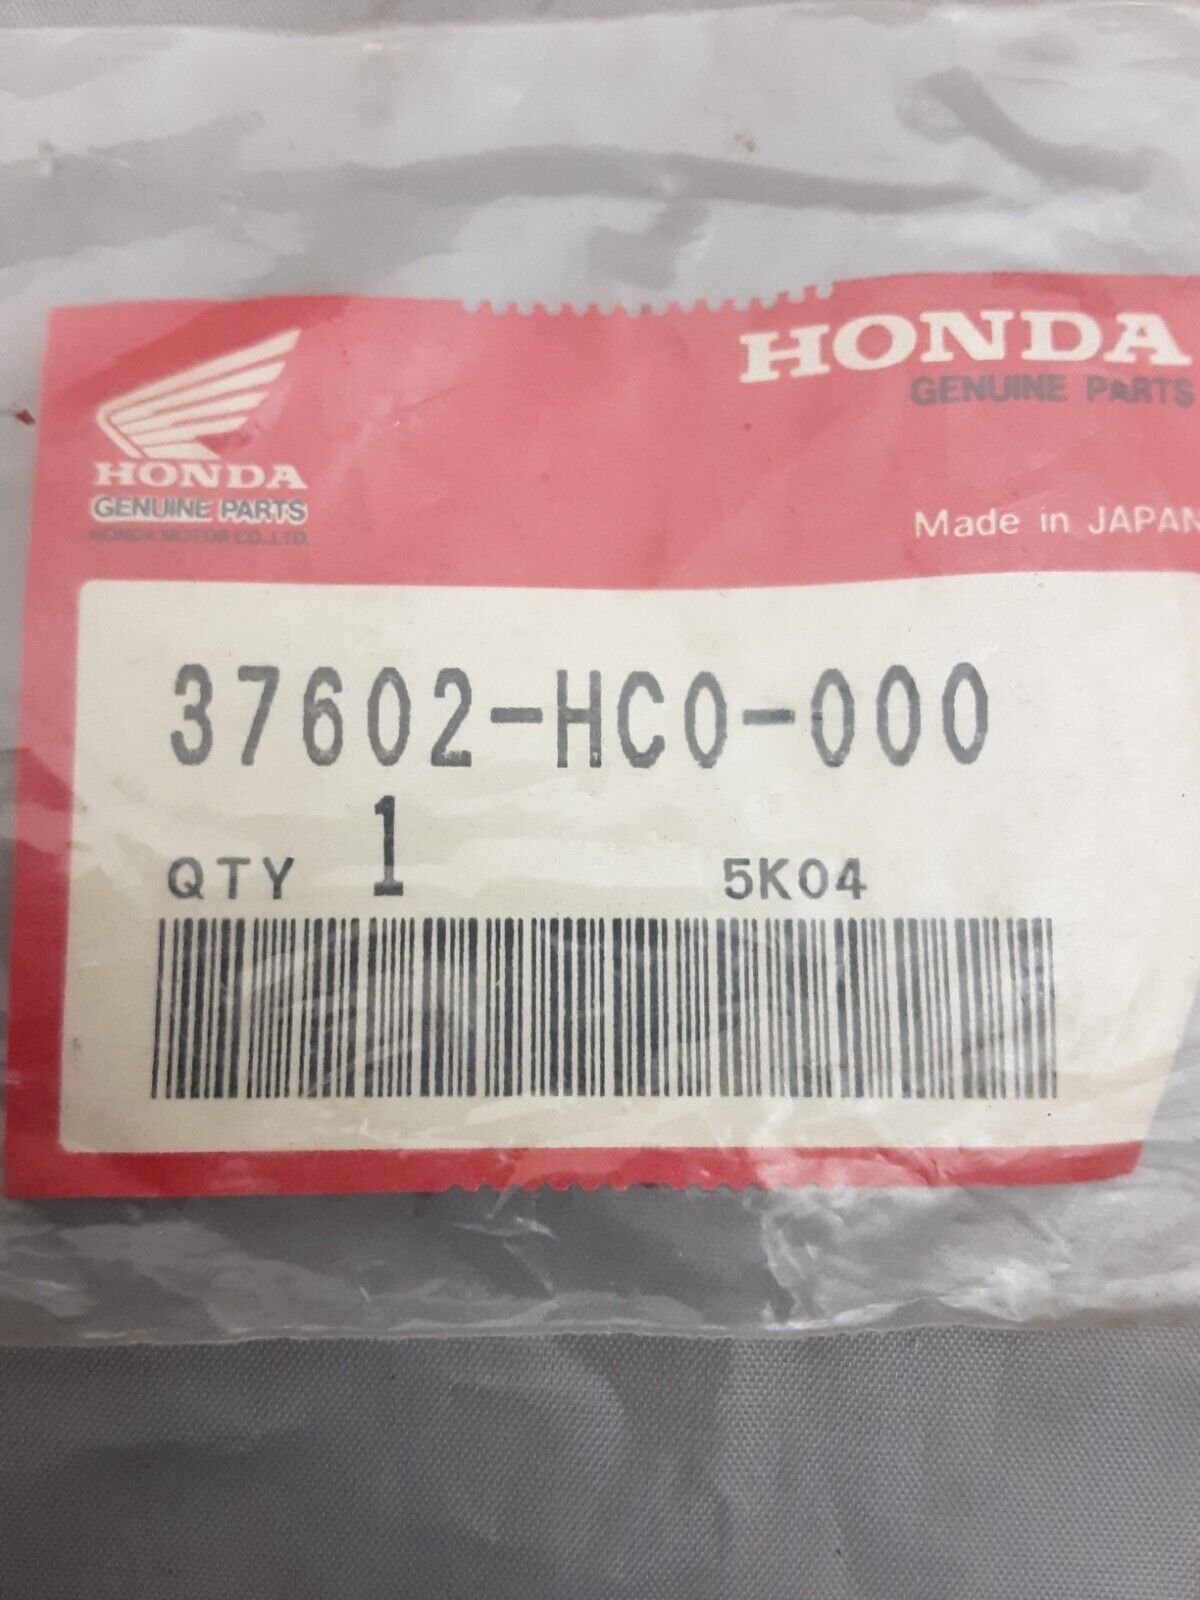 HONDA
GENUINE PARTS
HONDA
GENUINE PARTS
HONDA MOTOR CO.,LTD.
Made in JAPAN
37602-HC0-000
QTY 1 5K04